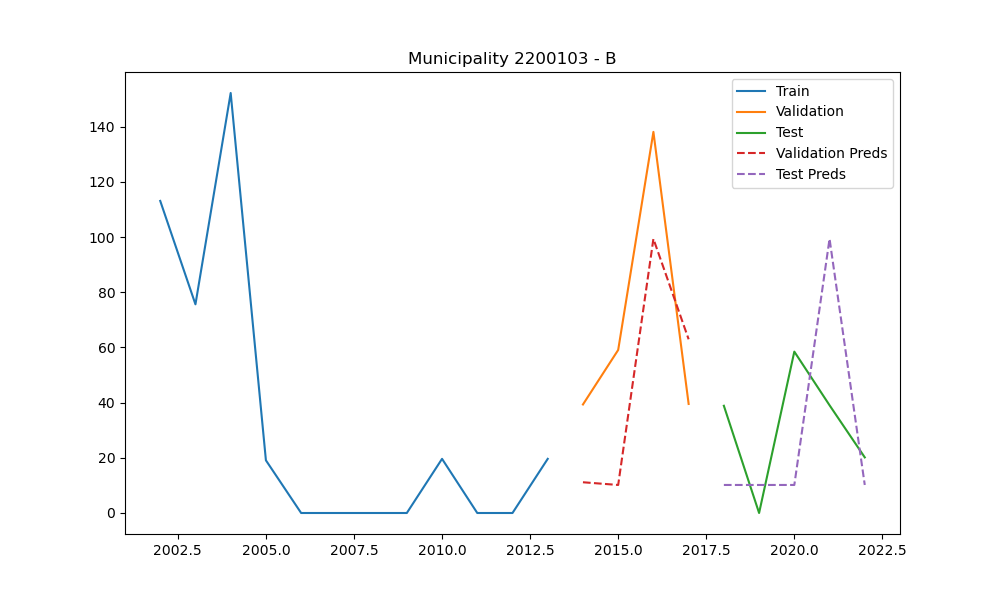 Municipality 2200103 - B
Train
Validation
Test
Validation Preds
Test Preds
140
120
100
80
60
40
20
0
2002.5 2005.0 2007.5 2010.0 2012.5 2015.0 2017.5 2020.0 2022.5